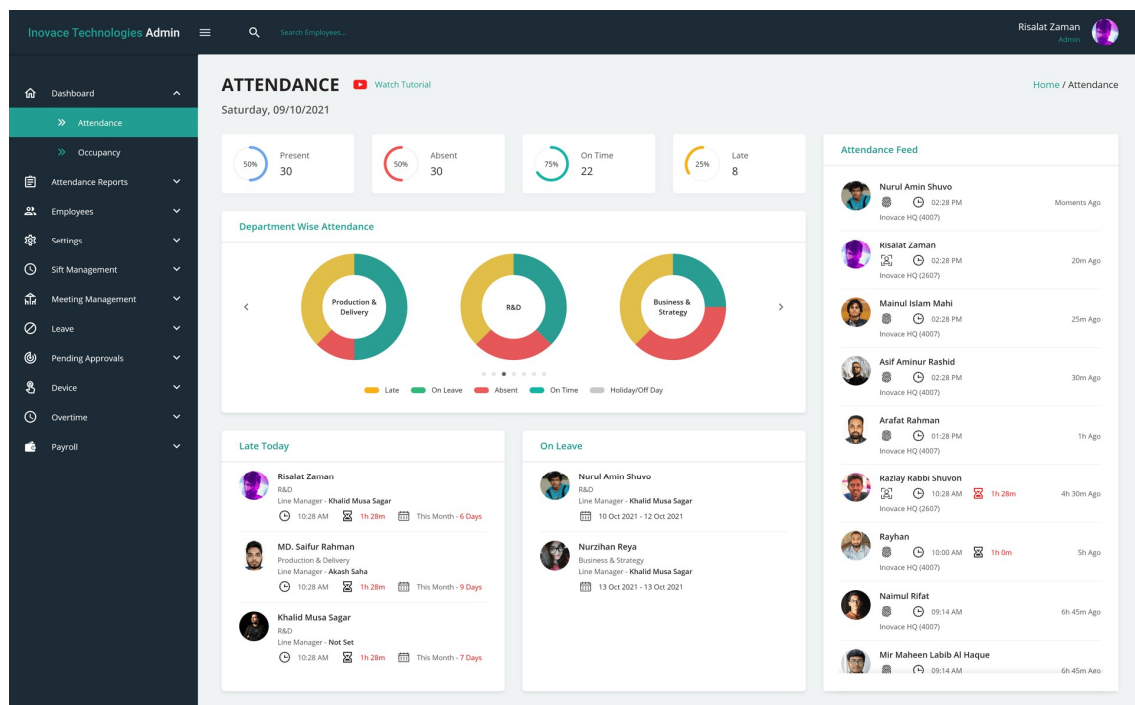 Inovace Technologies Admin
Search Employees...
Risalat Zaman
Admin
Dashboard
Attendance
Occupancy
Attendance Reports
Employees
Settings
Sift Management
Meeting Management
Leave
Pending Approvals
Device
Overtime
Payroll
ATTENDANCE
Watch Tutorial
Home / Attendance
Saturday, 09/10/2021
50%
Present
30
50%
Absent
30
75%
On Time
22
25%
Late
8
Department Wise Attendance
Production &
Delivery
R&D
Business &
Strategy
Late
On Leave
Absent
On Time
Holiday/Off Day
Late Today
Risalat Zaman
R&D
Line Manager - Khalid Musa Sagar
10:28 AM 1h 28m This Month - 6 Days
MD. Saifur Rahman
Production & Delivery
Line Manager - Akash Saha
10:28 AM 1h 28m This Month - 9 Days
Khalid Musa Sagar
R&D
Line Manager - Not Set
10:28 AM 1h 28m This Month - 7 Days
On Leave
Nurul Amin Shuvo
R&D
Line Manager - Khalid Musa Sagar
10 Oct 2021 - 12 Oct 2021
Nurzihan Reya
Business & Strategy
Line Manager - Khalid Musa Sagar
13 Oct 2021 - 13 Oct 2021
Attendance Feed
Nurul Amin Shuvo
02:28 PM Moments Ago
Inovace HQ (4007)
Risalat Zaman
02:28 PM 20m Ago
Inovace HQ (2607)
Mainul Islam Mahi
02:28 PM 25m Ago
Inovace HQ (4007)
Asif Aminur Rashid
02:28 PM 30m Ago
Inovace HQ (4007)
Arafat Rahman
01:28 PM 1h Ago
Inovace HQ (4007)
Razlay Rabbi Shuvon
10:28 AM 1h 28m 4h 30m Ago
Inovace HQ (2607)
Rayhan
10:00 AM 1h 0m 5h Ago
Inovace HQ (4007)
Naimul Rifat
09:14 AM 6h 45m Ago
Inovace HQ (4007)
Mir Maheen Labib Al Haque
09:14 AM 6h 45m Ago